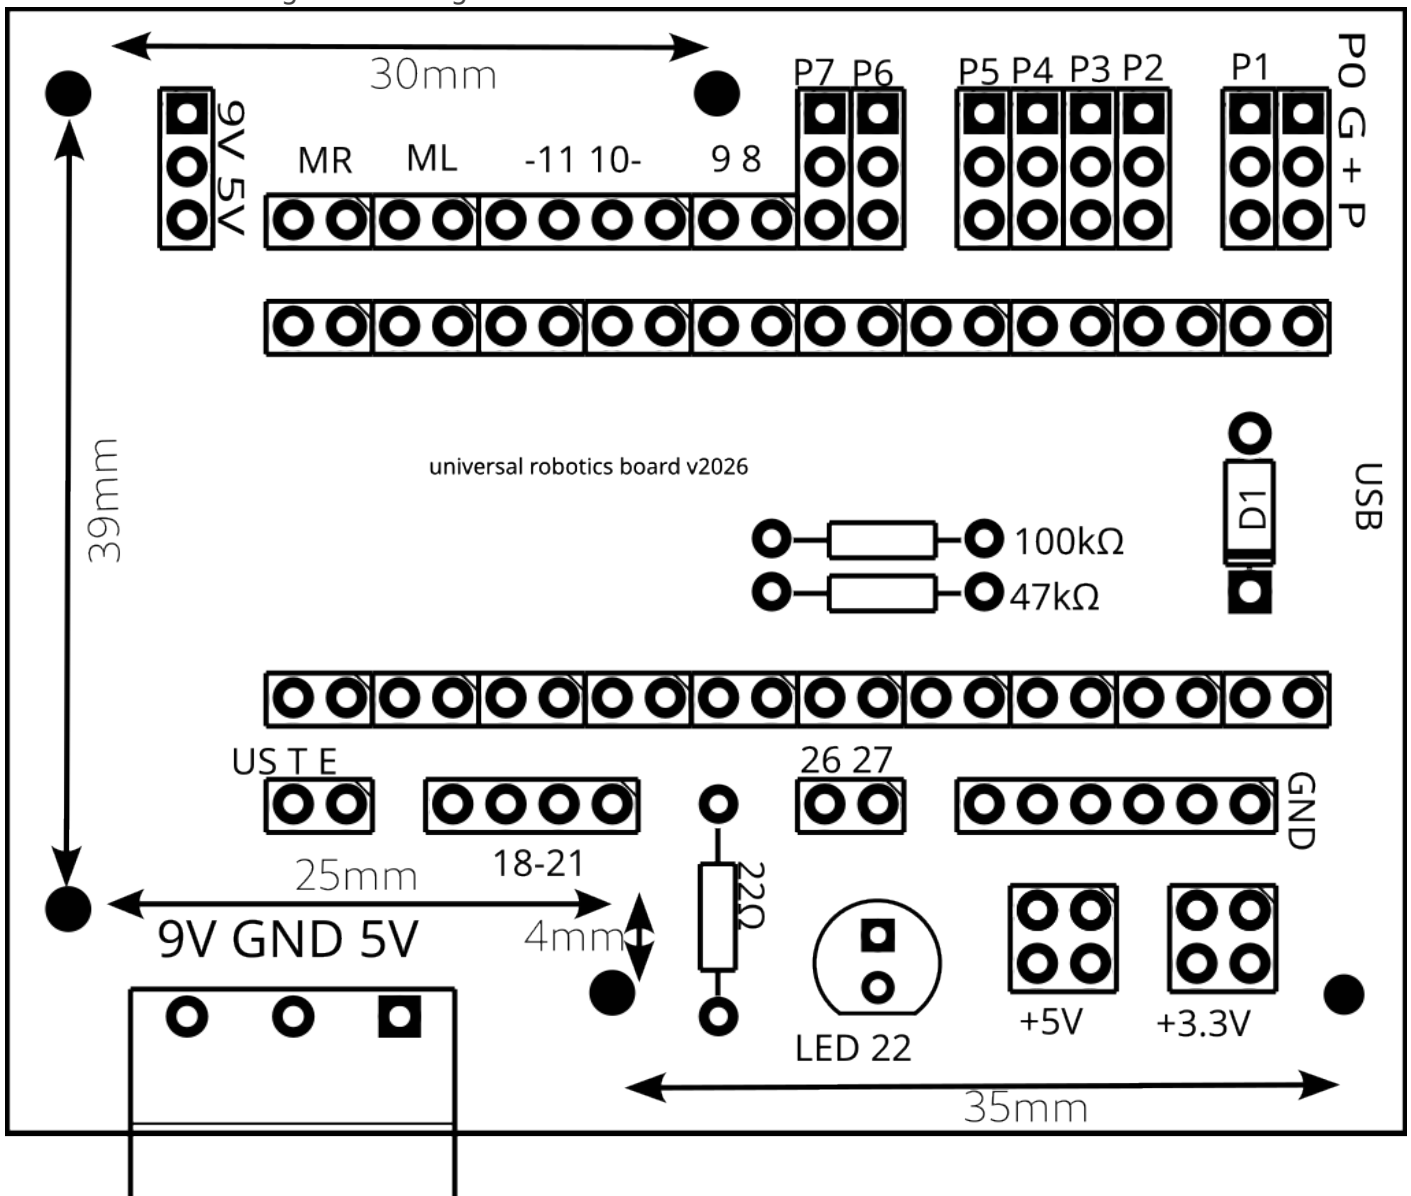 30mm
P7 P6 P5 P4 P3 P2 P1
P0 G + P
9V 5V
MR ML -11 10- 9 8
39mm
universal robotics board v2026
USB
D1
100kΩ
47kΩ
US T E
26 27
GND
18-21
25mm
22Ω
4mm
9V GND 5V
+5V
+3.3V
LED 22
35mm